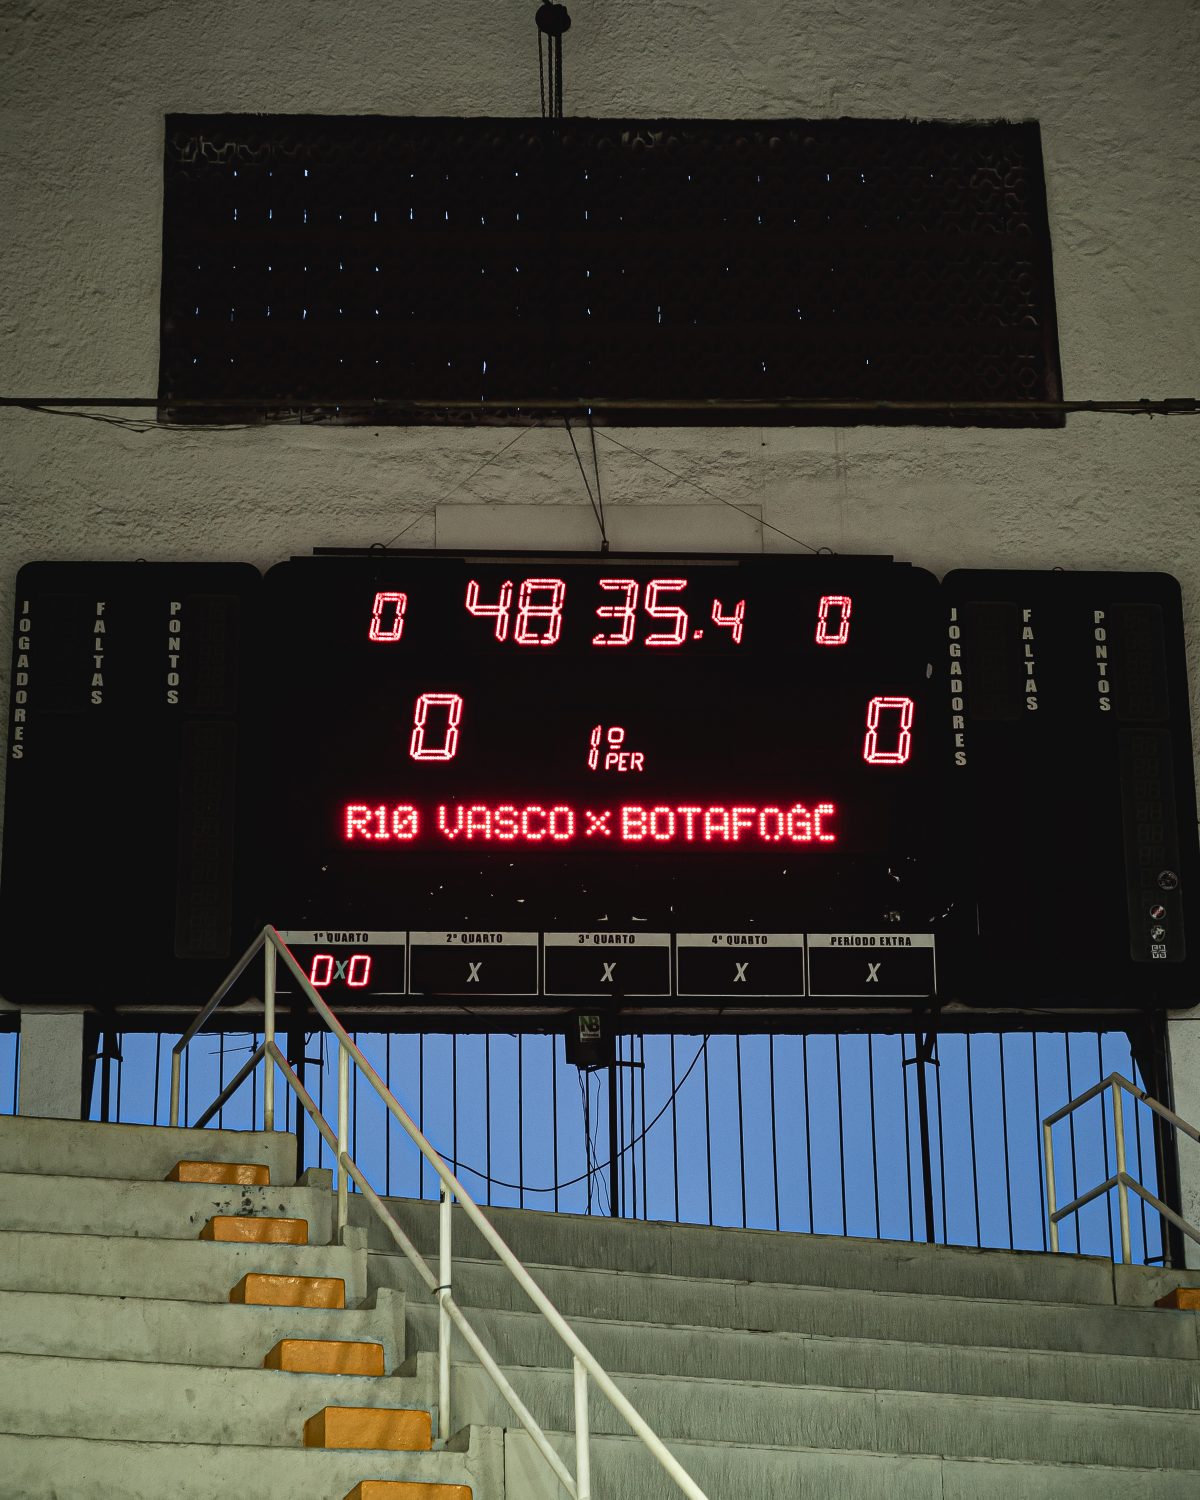 0 48 35.4 0
JOGADORES FALTAS PONTOS
JOGADORES FALTAS PONTOS
0 1º PER 0
R10 VASCO × BOTAFOGO
1º QUARTO 2º QUARTO 3º QUARTO 4º QUARTO PERÍODO EXTRA
0X0 X X X X
NB